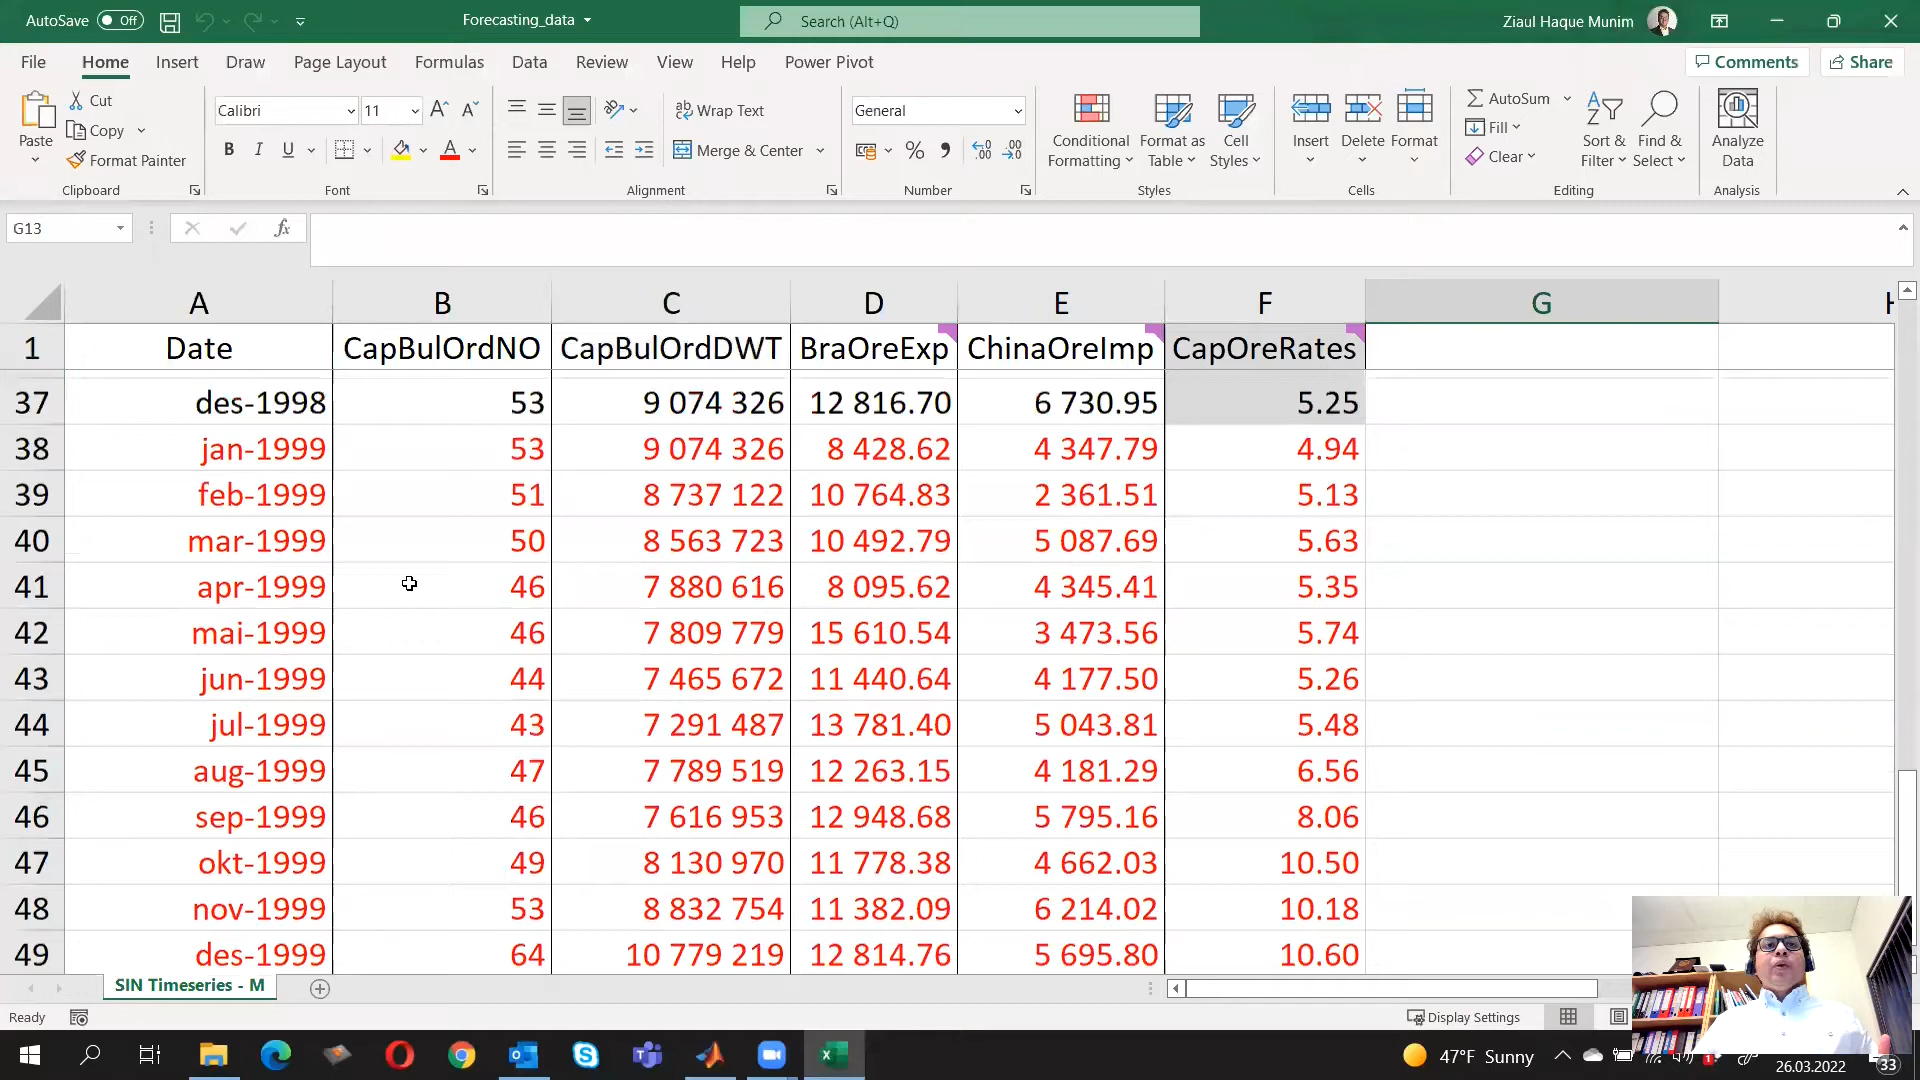 AutoSave Off Forecasting_data Search (Alt+Q) Ziaul Haque Munim
File Home Insert Draw Page Layout Formulas Data Review View Help Power Pivot Comments Share
Paste Cut Copy Format Painter Clipboard
Calibri 11 B I U A Font
Wrap Text Merge & Center Alignment
General % Number
Conditional Formatting Format as Table Cell Styles Styles
Insert Delete Format Cells
AutoSum Fill Clear Sort & Filter Find & Select Editing
Analyze Data Analysis
G13 fx
A B C D E F G H
1 Date CapBulOrdNO CapBulOrdDWT BraOreExp ChinaOreImp CapOreRates
37 des-1998 53 9 074 326 12 816.70 6 730.95 5.25
38 jan-1999 53 9 074 326 8 428.62 4 347.79 4.94
39 feb-1999 51 8 737 122 10 764.83 2 361.51 5.13
40 mar-1999 50 8 563 723 10 492.79 5 087.69 5.63
41 apr-1999 46 7 880 616 8 095.62 4 345.41 5.35
42 mai-1999 46 7 809 779 15 610.54 3 473.56 5.74
43 jun-1999 44 7 465 672 11 440.64 4 177.50 5.26
44 jul-1999 43 7 291 487 13 781.40 5 043.81 5.48
45 aug-1999 47 7 789 519 12 263.15 4 181.29 6.56
46 sep-1999 46 7 616 953 12 948.68 5 795.16 8.06
47 okt-1999 49 8 130 970 11 778.38 4 662.03 10.50
48 nov-1999 53 8 832 754 11 382.09 6 214.02 10.18
49 des-1999 64 10 779 219 12 814.76 5 695.80 10.60
SIN Timeseries - M
Ready Display Settings
47°F Sunny
26.03.2022 33